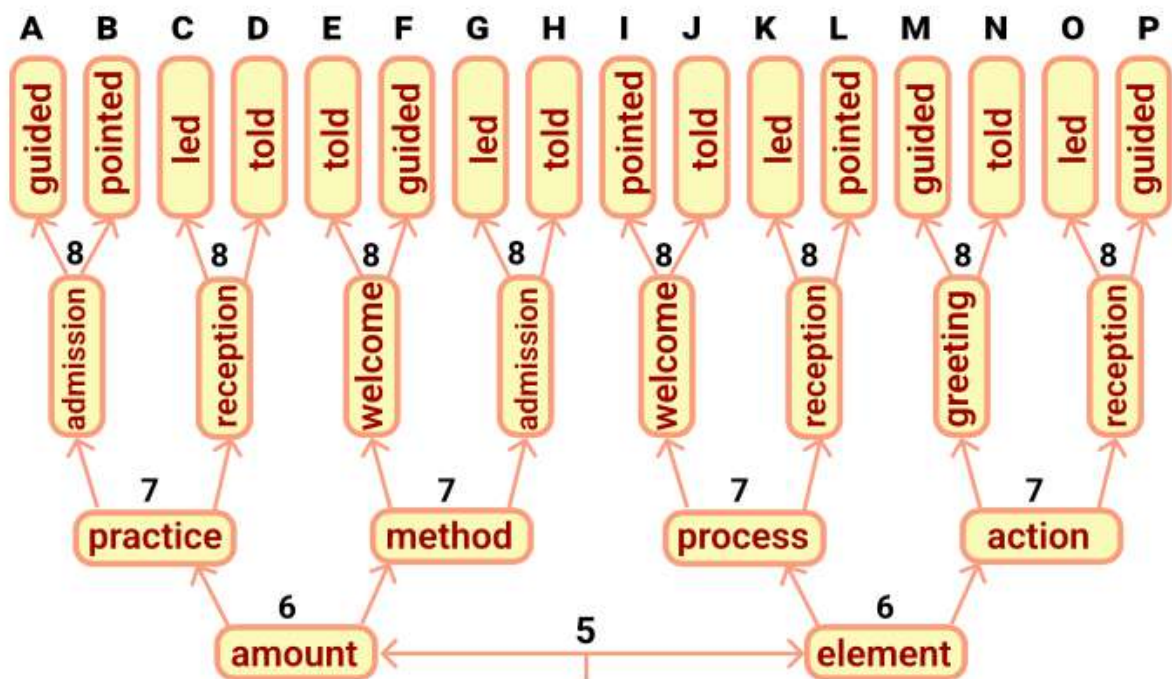 A B C D E F G H I J K L M N O P
guided pointed led told told guided led told pointed told led pointed guided told led guided
8 8 8 8 8 8 8 8
admission reception welcome admission welcome reception greeting reception
7 7 7 7
practice method process action
6 5 6
amount element